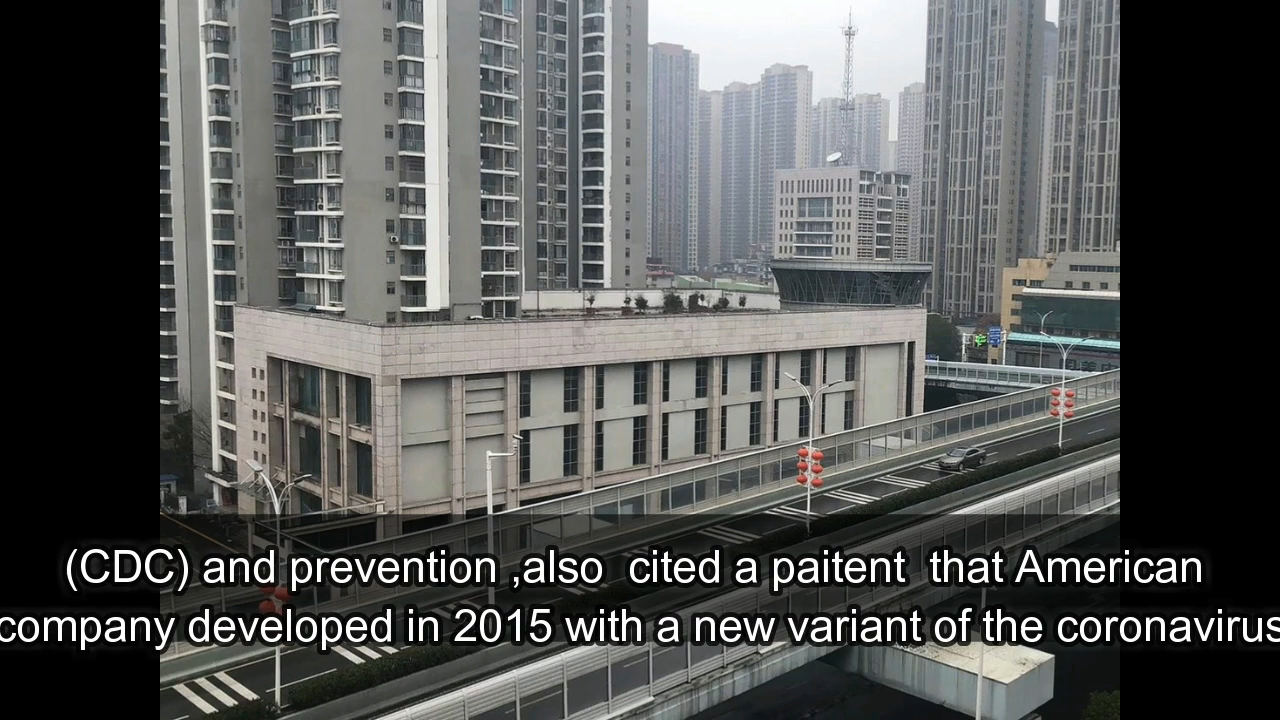 (CDC) and prevention ,also  cited a paitent  that American
company developed in 2015 with a new variant of the coronavirus